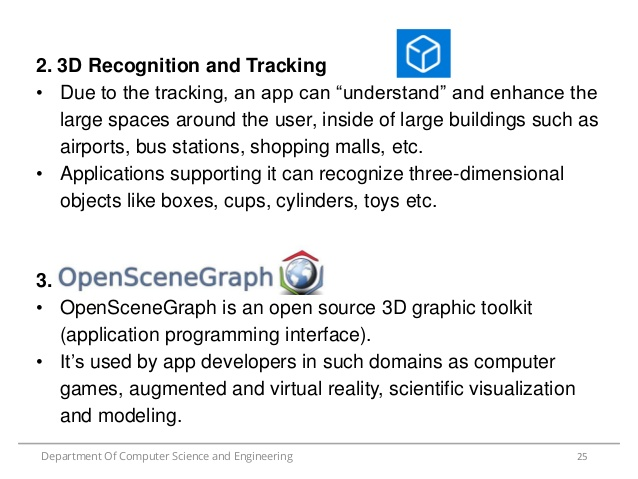 2. 3D Recognition and Tracking
• Due to the tracking, an app can “understand” and enhance the
large spaces around the user, inside of large buildings such as
airports, bus stations, shopping malls, etc.
• Applications supporting it can recognize three-dimensional
objects like boxes, cups, cylinders, toys etc.
3. OpenSceneGraph
• OpenSceneGraph is an open source 3D graphic toolkit
(application programming interface).
• It’s used by app developers in such domains as computer
games, augmented and virtual reality, scientific visualization
and modeling.
Department Of Computer Science and Engineering 25